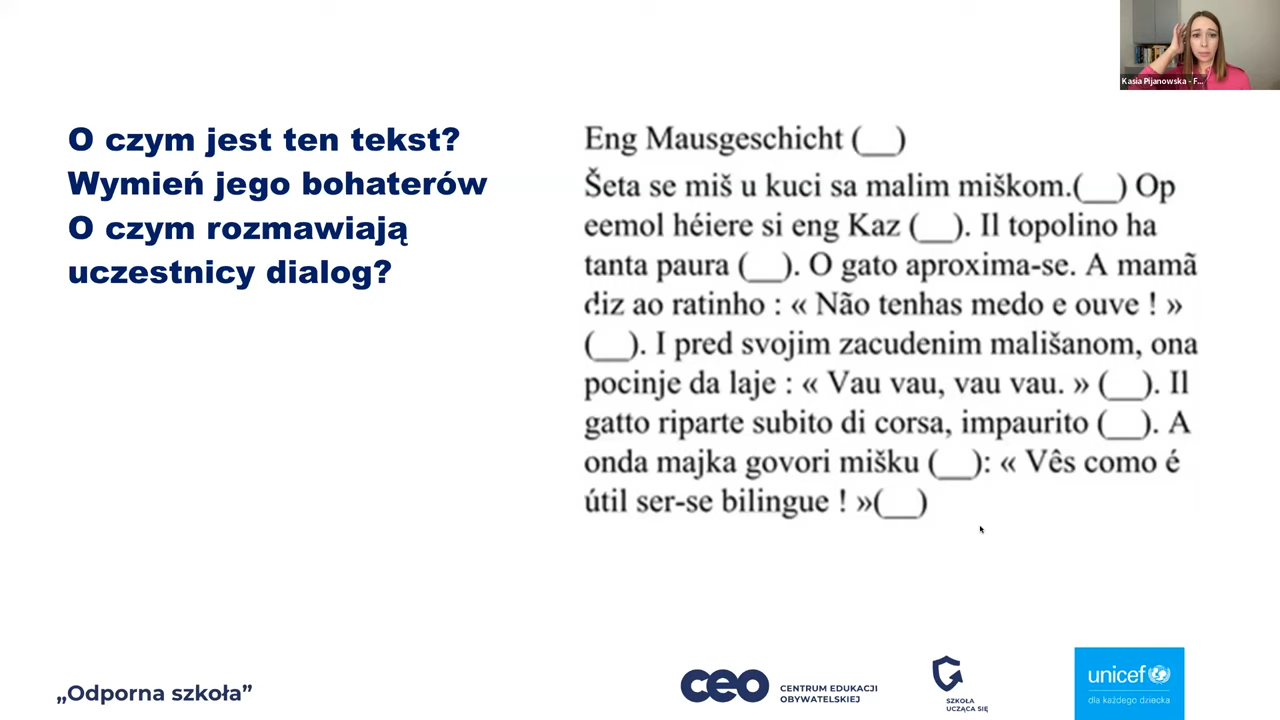 Kasia Pijanowska - F...
O czym jest ten tekst?
Wymień jego bohaterów
O czym rozmawiają
uczestnicy dialog?
Eng Mausgeschicht (__)
Šeta se miš u kuci sa malim miškom.(__) Op
eemol héiere si eng Kaz (__). Il topolino ha
tanta paura (__). O gato aproxima-se. A mamã
diz ao ratinho : « Não tenhas medo e ouve ! »
(__). I pred svojim zacudenim mališanom, ona
pocinje da laje : « Vau vau, vau vau. » (__). Il
gatto riparte subito di corsa, impaurito (__). A
onda majka govori mišku (__): « Vês como é
útil ser-se bilingue ! »(__)
„Odporna szkoła”
ceo
CENTRUM EDUKACJI
OBYWATELSKIEJ
SZKOŁA
UCZĄCA SIĘ
unicef
dla każdego dziecka